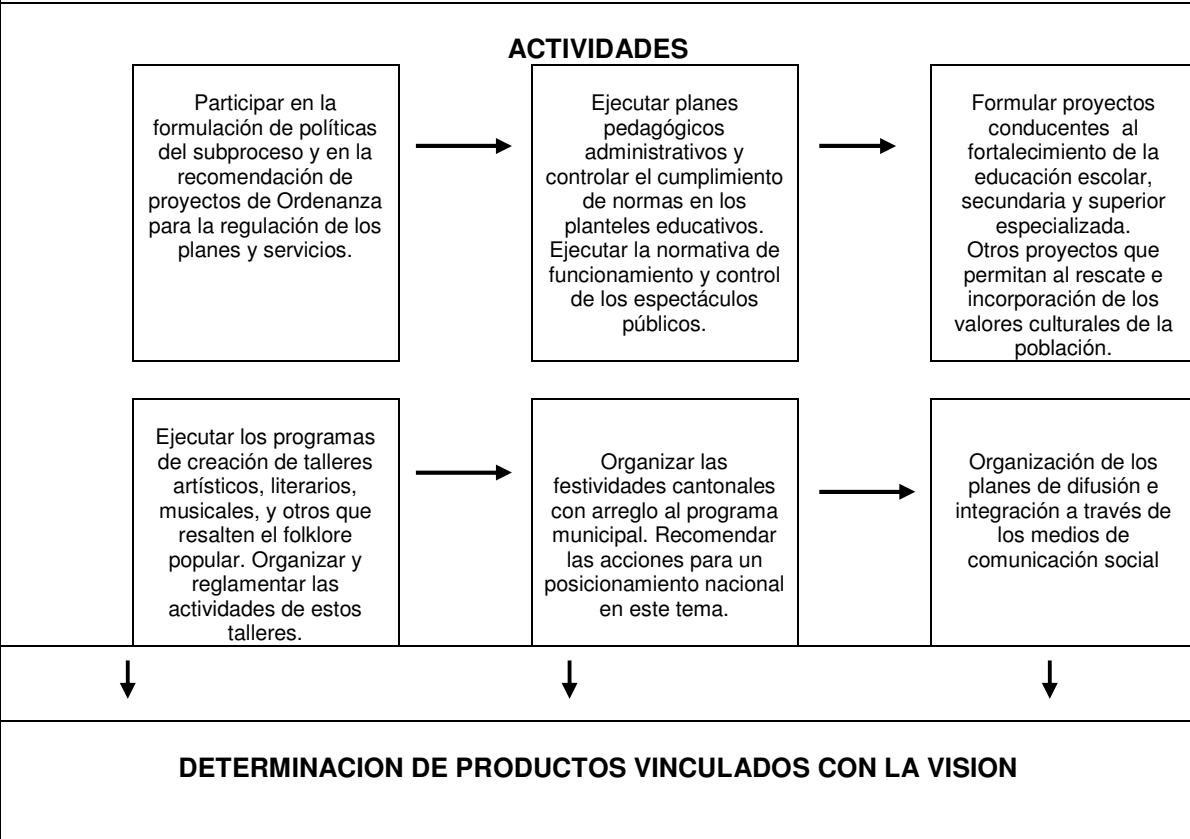 ACTIVIDADES
Participar en la
formulación de políticas
del subproceso y en la
recomendación de
proyectos de Ordenanza
para la regulación de los
planes y servicios.
Ejecutar planes
pedagógicos
administrativos y
controlar el cumplimiento
de normas en los
planteles educativos.
Ejecutar la normativa de
funcionamiento y control
de los espectáculos
públicos.
Formular proyectos
conducentes  al
fortalecimiento de la
educación escolar,
secundaria y superior
especializada.
Otros proyectos que
permitan al rescate e
incorporación de los
valores culturales de la
población.
Ejecutar los programas
de creación de talleres
artísticos, literarios,
musicales, y otros que
resalten el folklore
popular. Organizar y
reglamentar las
actividades de estos
talleres.
Organizar las
festividades cantonales
con arreglo al programa
municipal. Recomendar
las acciones para un
posicionamiento nacional
en este tema.
Organización de los
planes de difusión e
integración a través de
los medios de
comunicación social
DETERMINACION DE PRODUCTOS VINCULADOS CON LA VISION